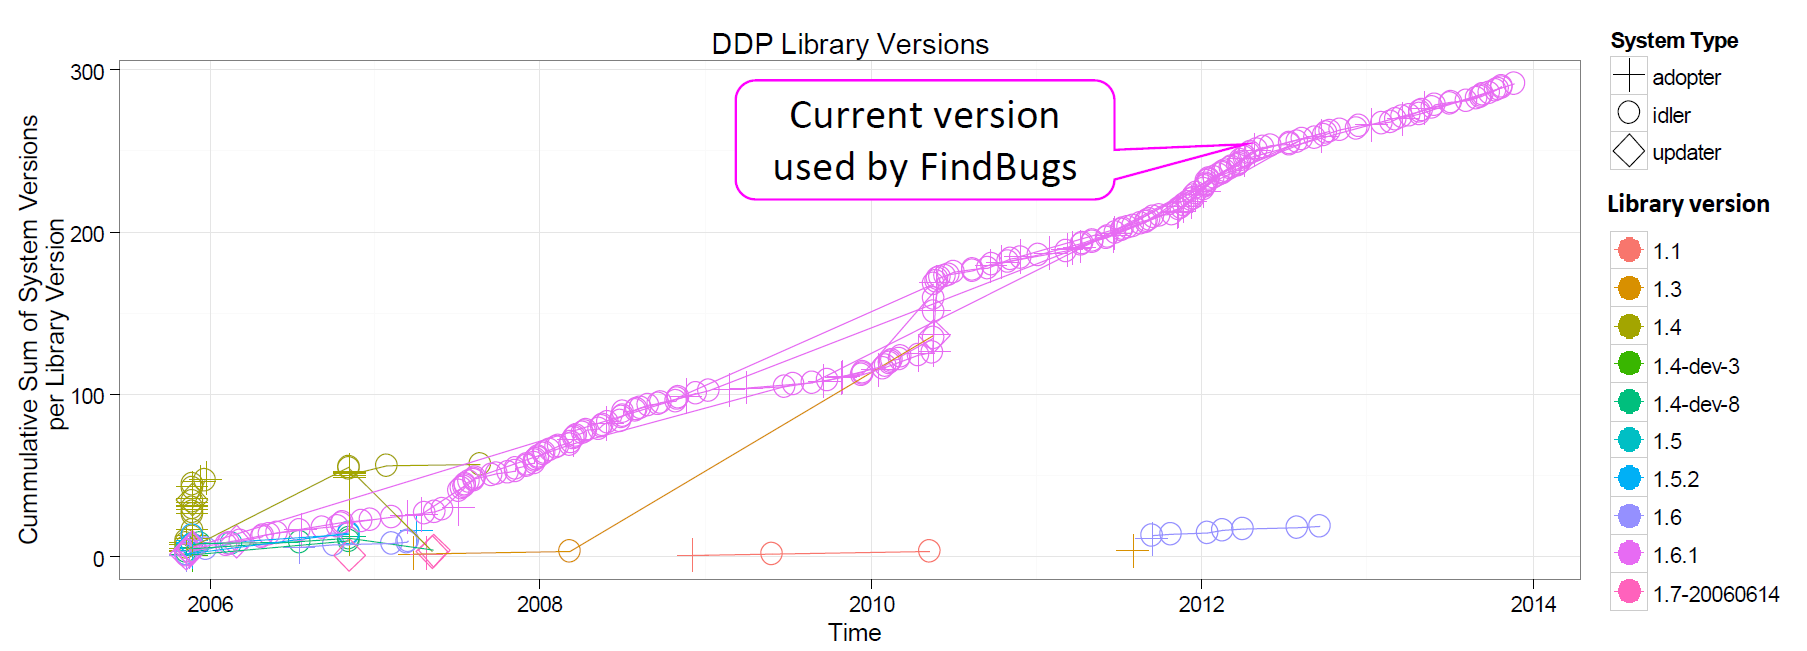 DDP Library Versions
Cummulative Sum of System Versions
per Library Version
300
200
100
0
Current version
used by FindBugs
2006
2008
2010
2012
2014
Time
System Type
adopter
idler
updater
Library version
1.1
1.3
1.4
1.4-dev-3
1.4-dev-8
1.5
1.5.2
1.6
1.6.1
1.7-20060614